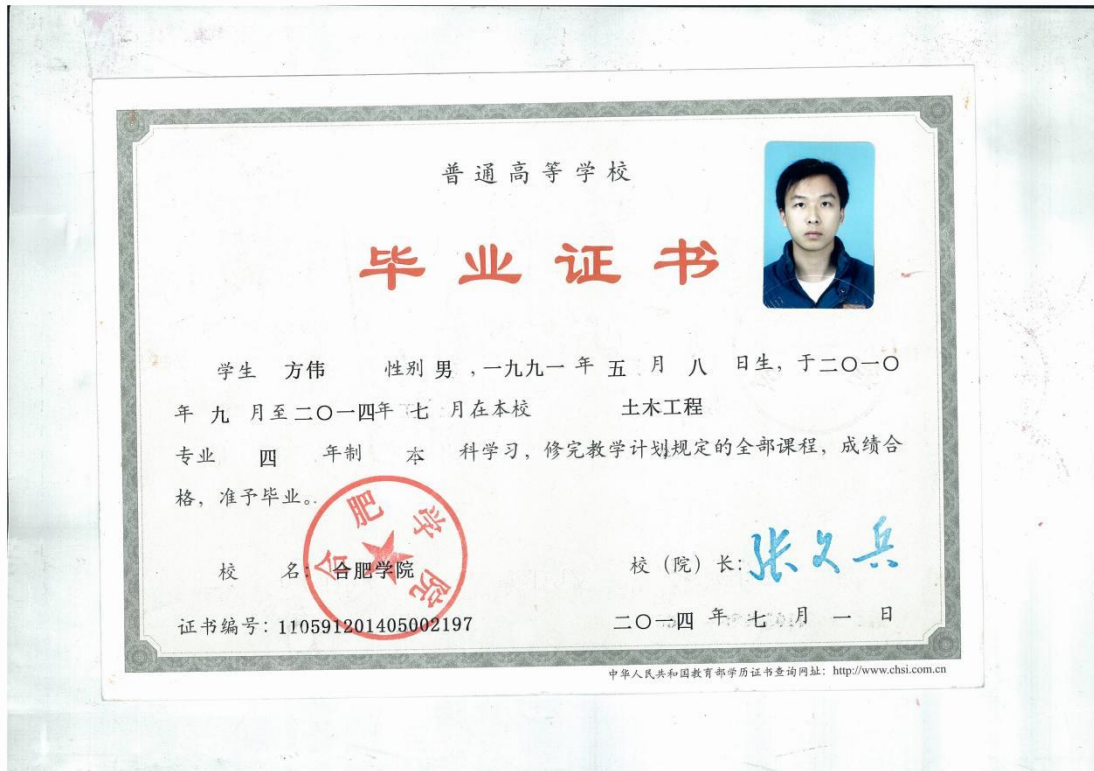 普通高等学校
毕业证书
学生 方伟 性别 男 ,一九九一 年 五 月 八 日生, 于二〇一〇
年 九 月至二〇一四年 七 月在本校 土木工程
专业 四 年制 本 科学习, 修完教学计划规定的全部课程, 成绩合
格, 准予毕业。
合肥学院
校 名: 合肥学院
校（院）长: 张文兵
证书编号: 110591201405002197
二〇一四 年 七 月 一 日
中华人民共和国教育部学历证书查询网址: http://www.chsi.com.cn